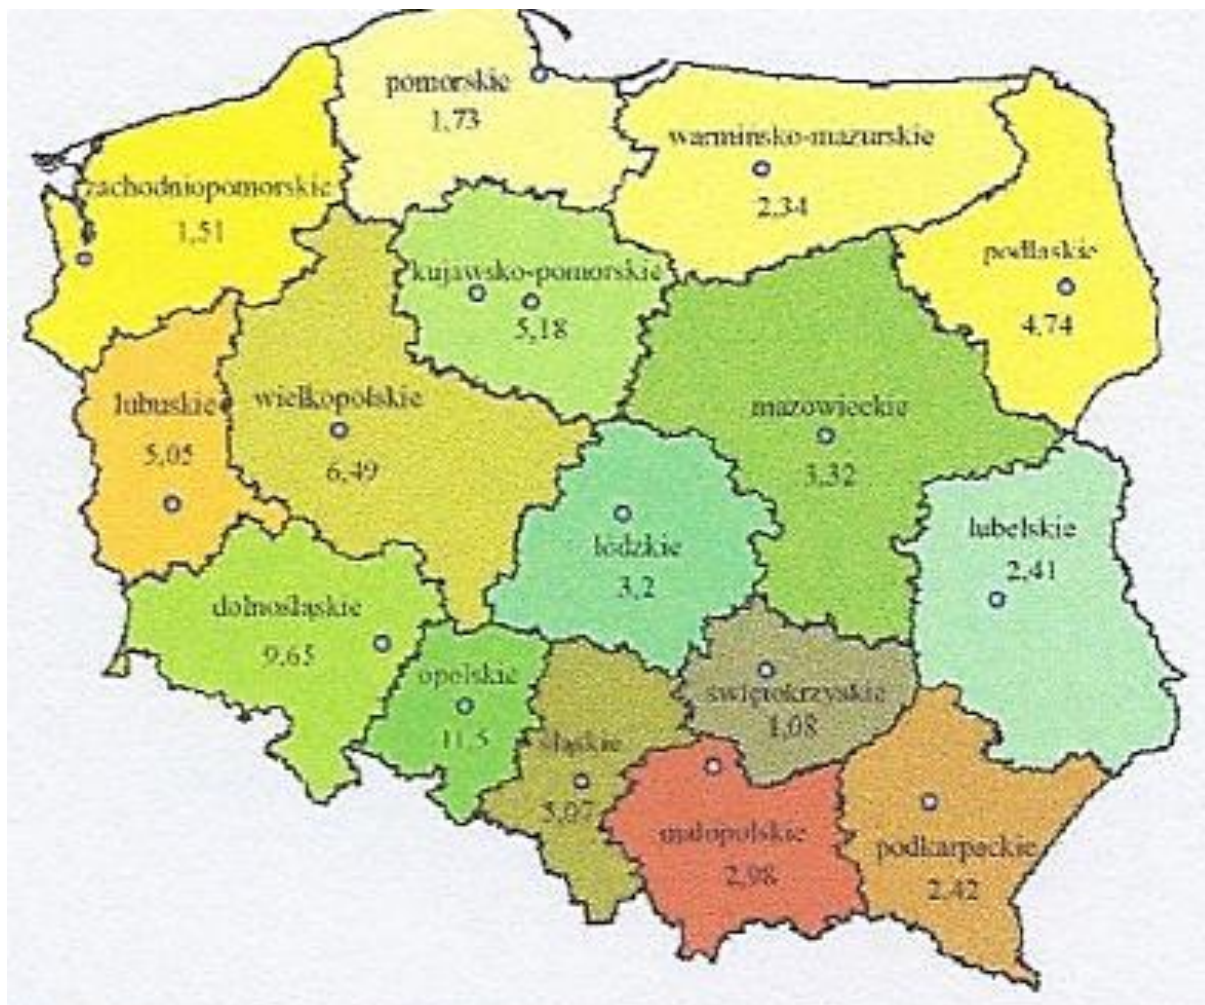 pomorskie
1,73
warmińsko-mazurskie
2,34
zachodniopomorskie
1,51
podlaskie
4,74
kujawsko-pomorskie
5,18
lubuskie
5,05
wielkopolskie
6,49
mazowieckie
3,32
łódzkie
3,2
lubelskie
2,41
dolnośląskie
9,65
opolskie
11,5
śląskie
5,07
świętokrzyskie
1,08
małopolskie
2,98
podkarpackie
2,42